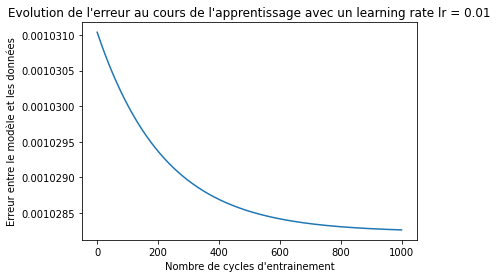 Evolution de l'erreur au cours de l'apprentissage avec un learning rate lr = 0.01
Erreur entre le modèle et les données
0.0010310
0.0010305
0.0010300
0.0010295
0.0010290
0.0010285
0 200 400 600 800 1000
Nombre de cycles d'entrainement